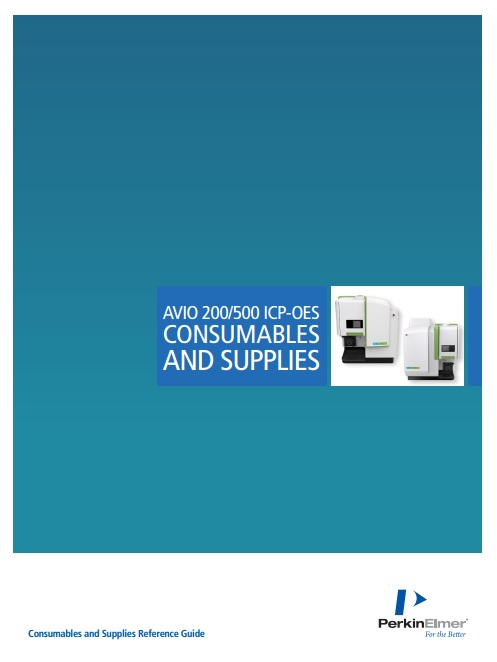 AVIO 200/500 ICP-OES
CONSUMABLES
AND SUPPLIES
Consumables and Supplies Reference Guide
PerkinElmer®
For the Better